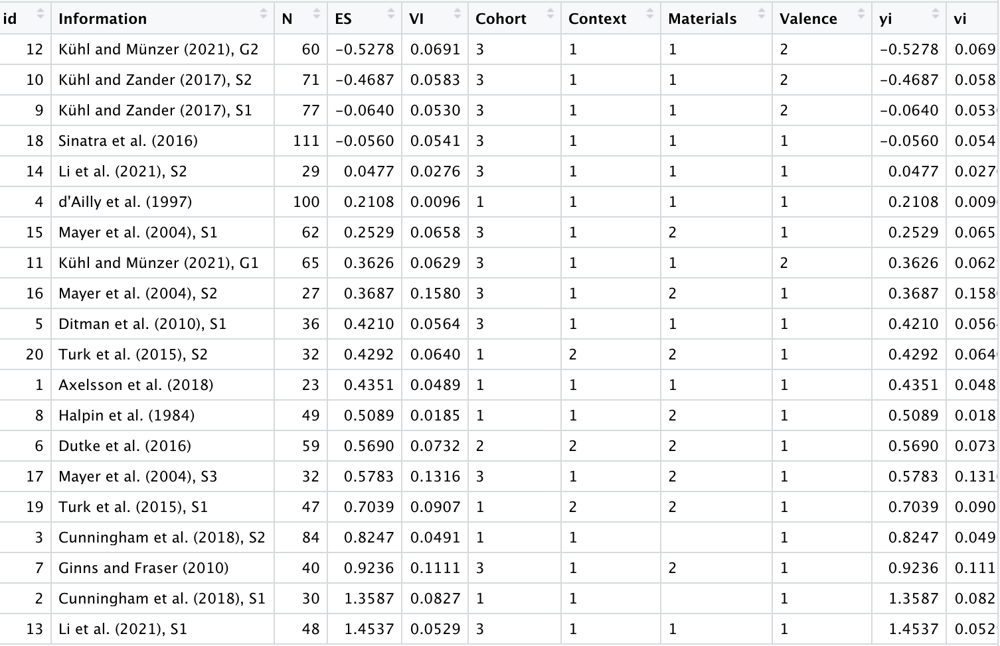 id Information N ES VI Cohort Context Materials Valence yi vi
12 Kühl and Münzer (2021), G2 60 −0.5278 0.0691 3 1 1 2 −0.5278 0.069
10 Kühl and Zander (2017), S2 71 −0.4687 0.0583 3 1 1 2 −0.4687 0.058
9 Kühl and Zander (2017), S1 77 −0.0640 0.0530 3 1 1 2 −0.0640 0.053
18 Sinatra et al. (2016) 111 −0.0560 0.0541 3 1 1 1 −0.0560 0.054
14 Li et al. (2021), S2 29 0.0477 0.0276 3 1 1 1 0.0477 0.027
4 d'Ailly et al. (1997) 100 0.2108 0.0096 1 1 1 1 0.2108 0.009
15 Mayer et al. (2004), S1 62 0.2529 0.0658 3 1 2 1 0.2529 0.065
11 Kühl and Münzer (2021), G1 65 0.3626 0.0629 3 1 1 2 0.3626 0.062
16 Mayer et al. (2004), S2 27 0.3687 0.1580 3 1 2 1 0.3687 0.158
5 Ditman et al. (2010), S1 36 0.4210 0.0564 3 1 1 1 0.4210 0.056
20 Turk et al. (2015), S2 32 0.4292 0.0640 1 2 2 1 0.4292 0.064
1 Axelsson et al. (2018) 23 0.4351 0.0489 1 1 1 1 0.4351 0.048
8 Halpin et al. (1984) 49 0.5089 0.0185 1 1 2 1 0.5089 0.018
6 Dutke et al. (2016) 59 0.5690 0.0732 2 2 2 1 0.5690 0.073
17 Mayer et al. (2004), S3 32 0.5783 0.1316 3 1 2 1 0.5783 0.131
19 Turk et al. (2015), S1 47 0.7039 0.0907 1 2 2 1 0.7039 0.090
3 Cunningham et al. (2018), S2 84 0.8247 0.0491 1 1 1 0.8247 0.049
7 Ginns and Fraser (2010) 40 0.9236 0.1111 3 1 2 1 0.9236 0.111
2 Cunningham et al. (2018), S1 30 1.3587 0.0827 1 1 1 1.3587 0.082
13 Li et al. (2021), S1 48 1.4537 0.0529 3 1 1 1 1.4537 0.052